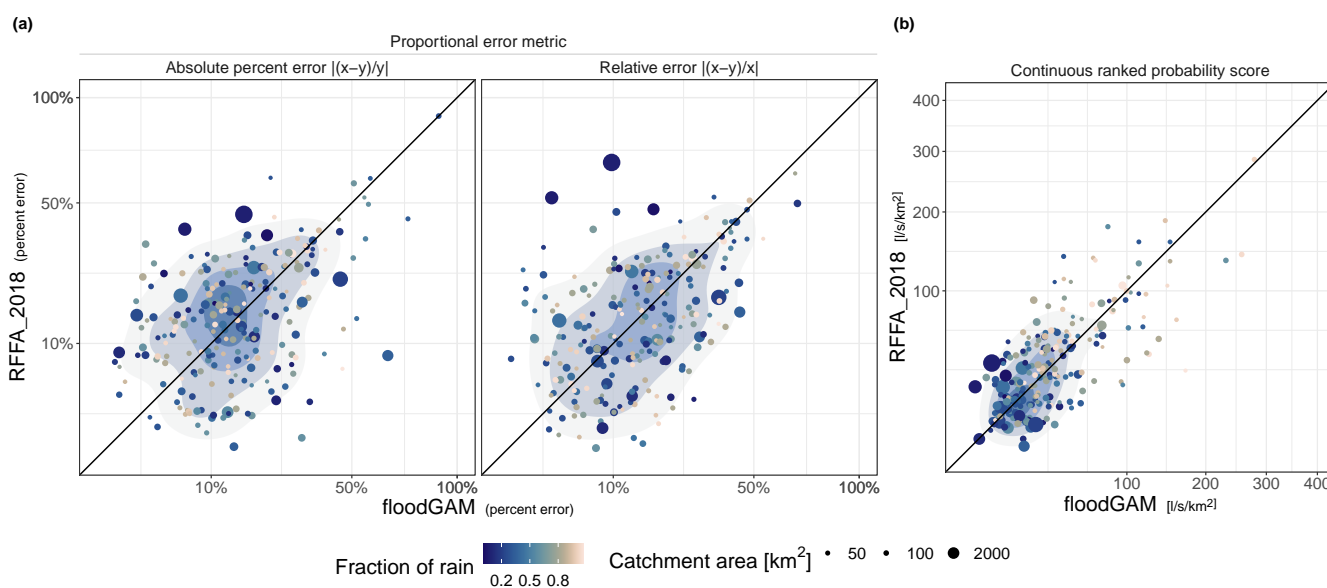 (a)
(b)
Proportional error metric
Absolute percent error |(x−y)/y|
Relative error |(x−y)/x|
Continuous ranked probability score
RFFA_2018 (percent error)
100%
50%
10%
10%
50%
100%
10%
50%
100%
floodGAM (percent error)
RFFA_2018 [l/s/km²]
400
300
200
100
100
200
300
400
floodGAM [l/s/km²]
Fraction of rain
0.2 0.5 0.8
Catchment area [km²]
50
100
2000